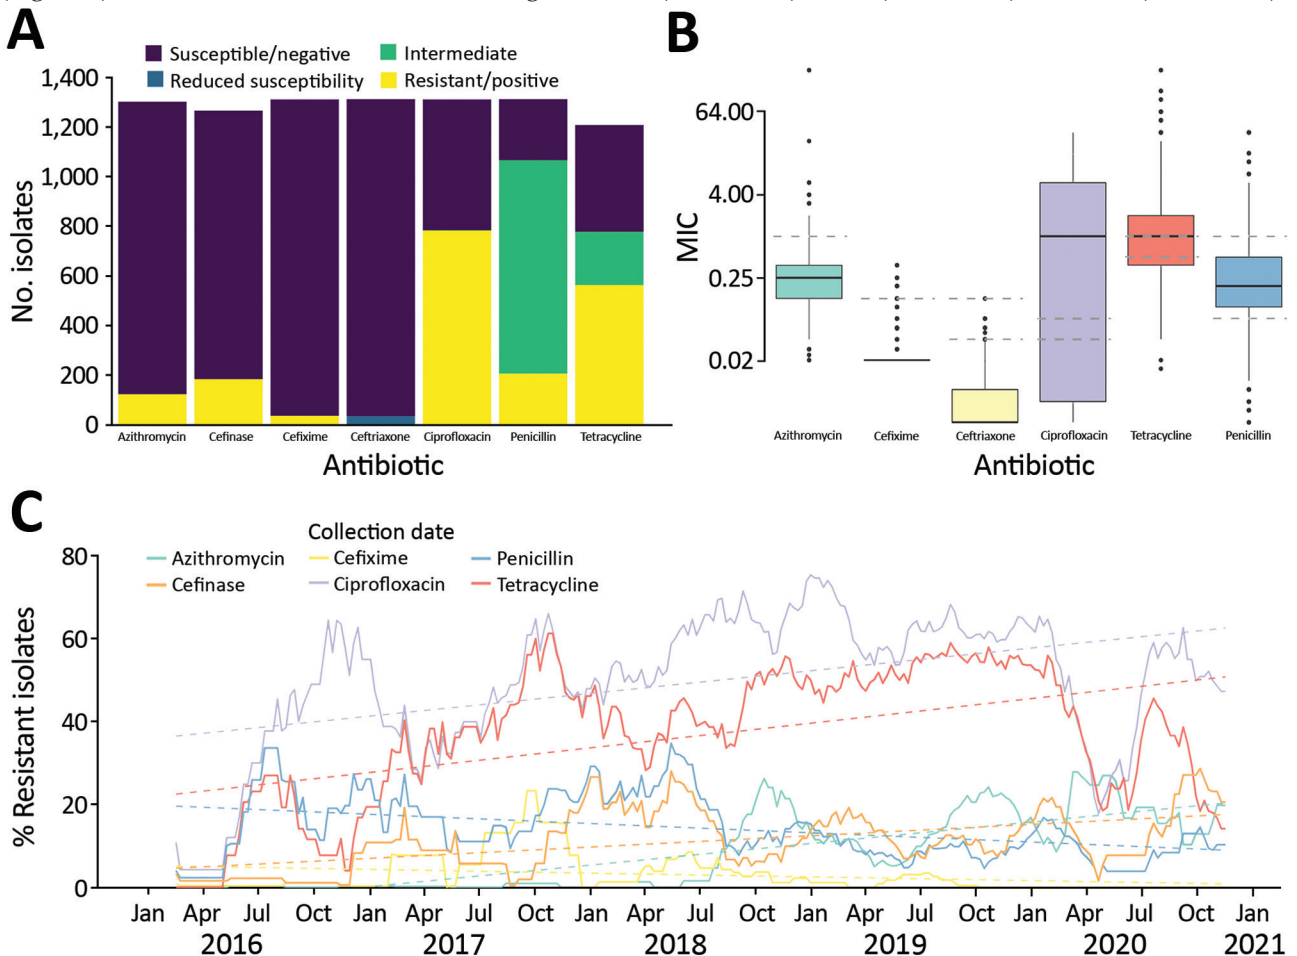 A
Susceptible/negative
Intermediate
Reduced susceptibility
Resistant/positive
1,400
1,200
1,000
800
600
400
200
0
No. isolates
Azithromycin Cefinase Cefixime Ceftriaxone Ciprofloxacin Penicillin Tetracycline
Antibiotic
B
64.00
4.00
0.25
0.02
MIC
Azithromycin Cefixime Ceftriaxone Ciprofloxacin Tetracycline Penicillin
Antibiotic
C
Collection date
Azithromycin Cefixime Penicillin
Cefinase Ciprofloxacin Tetracycline
80
60
40
20
0
% Resistant isolates
Jan Apr Jul Oct Jan Apr Jul Oct Jan Apr Jul Oct Jan Apr Jul Oct Jan Apr Jul Oct Jan
2016 2017 2018 2019 2020 2021